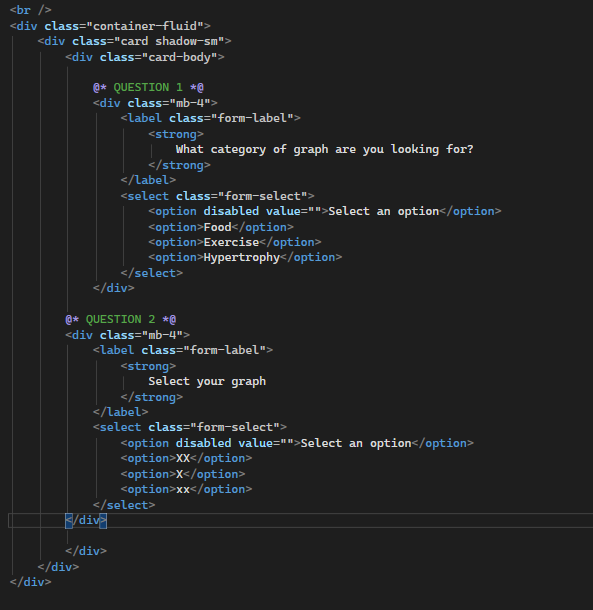 <br />
<div class="container-fluid">
<div class="card shadow-sm">
<div class="card-body">
@* QUESTION 1 *@
<div class="mb-4">
<label class="form-label">
<strong>
What category of graph are you looking for?
</strong>
</label>
<select class="form-select">
<option disabled value="">Select an option</option>
<option>Food</option>
<option>Exercise</option>
<option>Hypertrophy</option>
</select>
</div>
@* QUESTION 2 *@
<div class="mb-4">
<label class="form-label">
<strong>
Select your graph
</strong>
</label>
<select class="form-select">
<option disabled value="">Select an option</option>
<option>XX</option>
<option>X</option>
<option>xx</option>
</select>
</div>
</div>
</div>
</div>